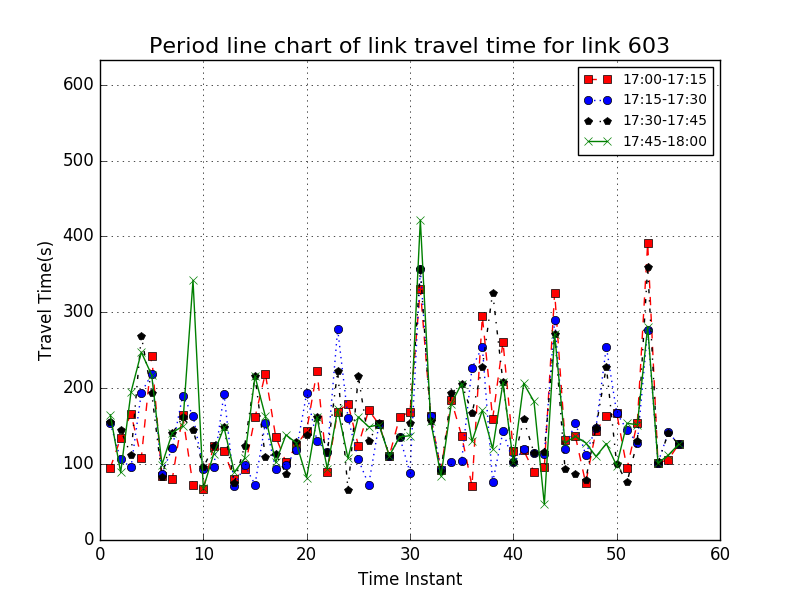 Period line chart of link travel time for link 603
17:00-17:15
17:15-17:30
17:30-17:45
17:45-18:00
600
500
400
300
200
100
0
Travel Time(s)
0 10 20 30 40 50 60
Time Instant